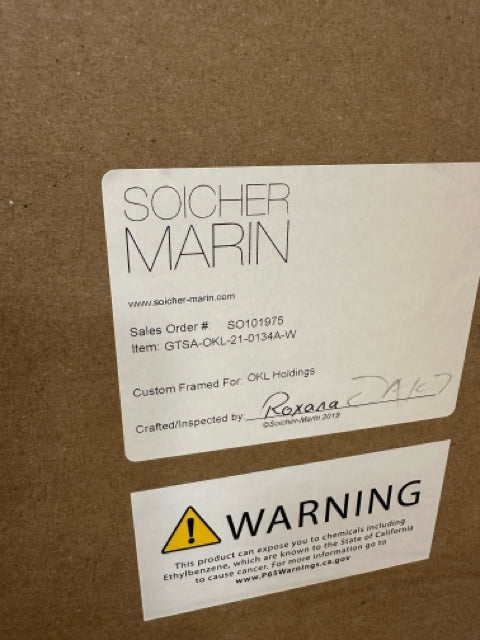 SOICHER
MARIN
www.soicher-marin.com
Sales Order #: SO101975
Item: GTSA-OKL-21-0134A-W
Custom Framed For: OKL Holdings
Crafted/Inspected by: Roxana
©Soicher-Marin 2019
WARNING
This product can expose you to chemicals including
Ethylbenzene, which are known to the State of California
to cause cancer. For more information go to
www.P65Warnings.ca.gov